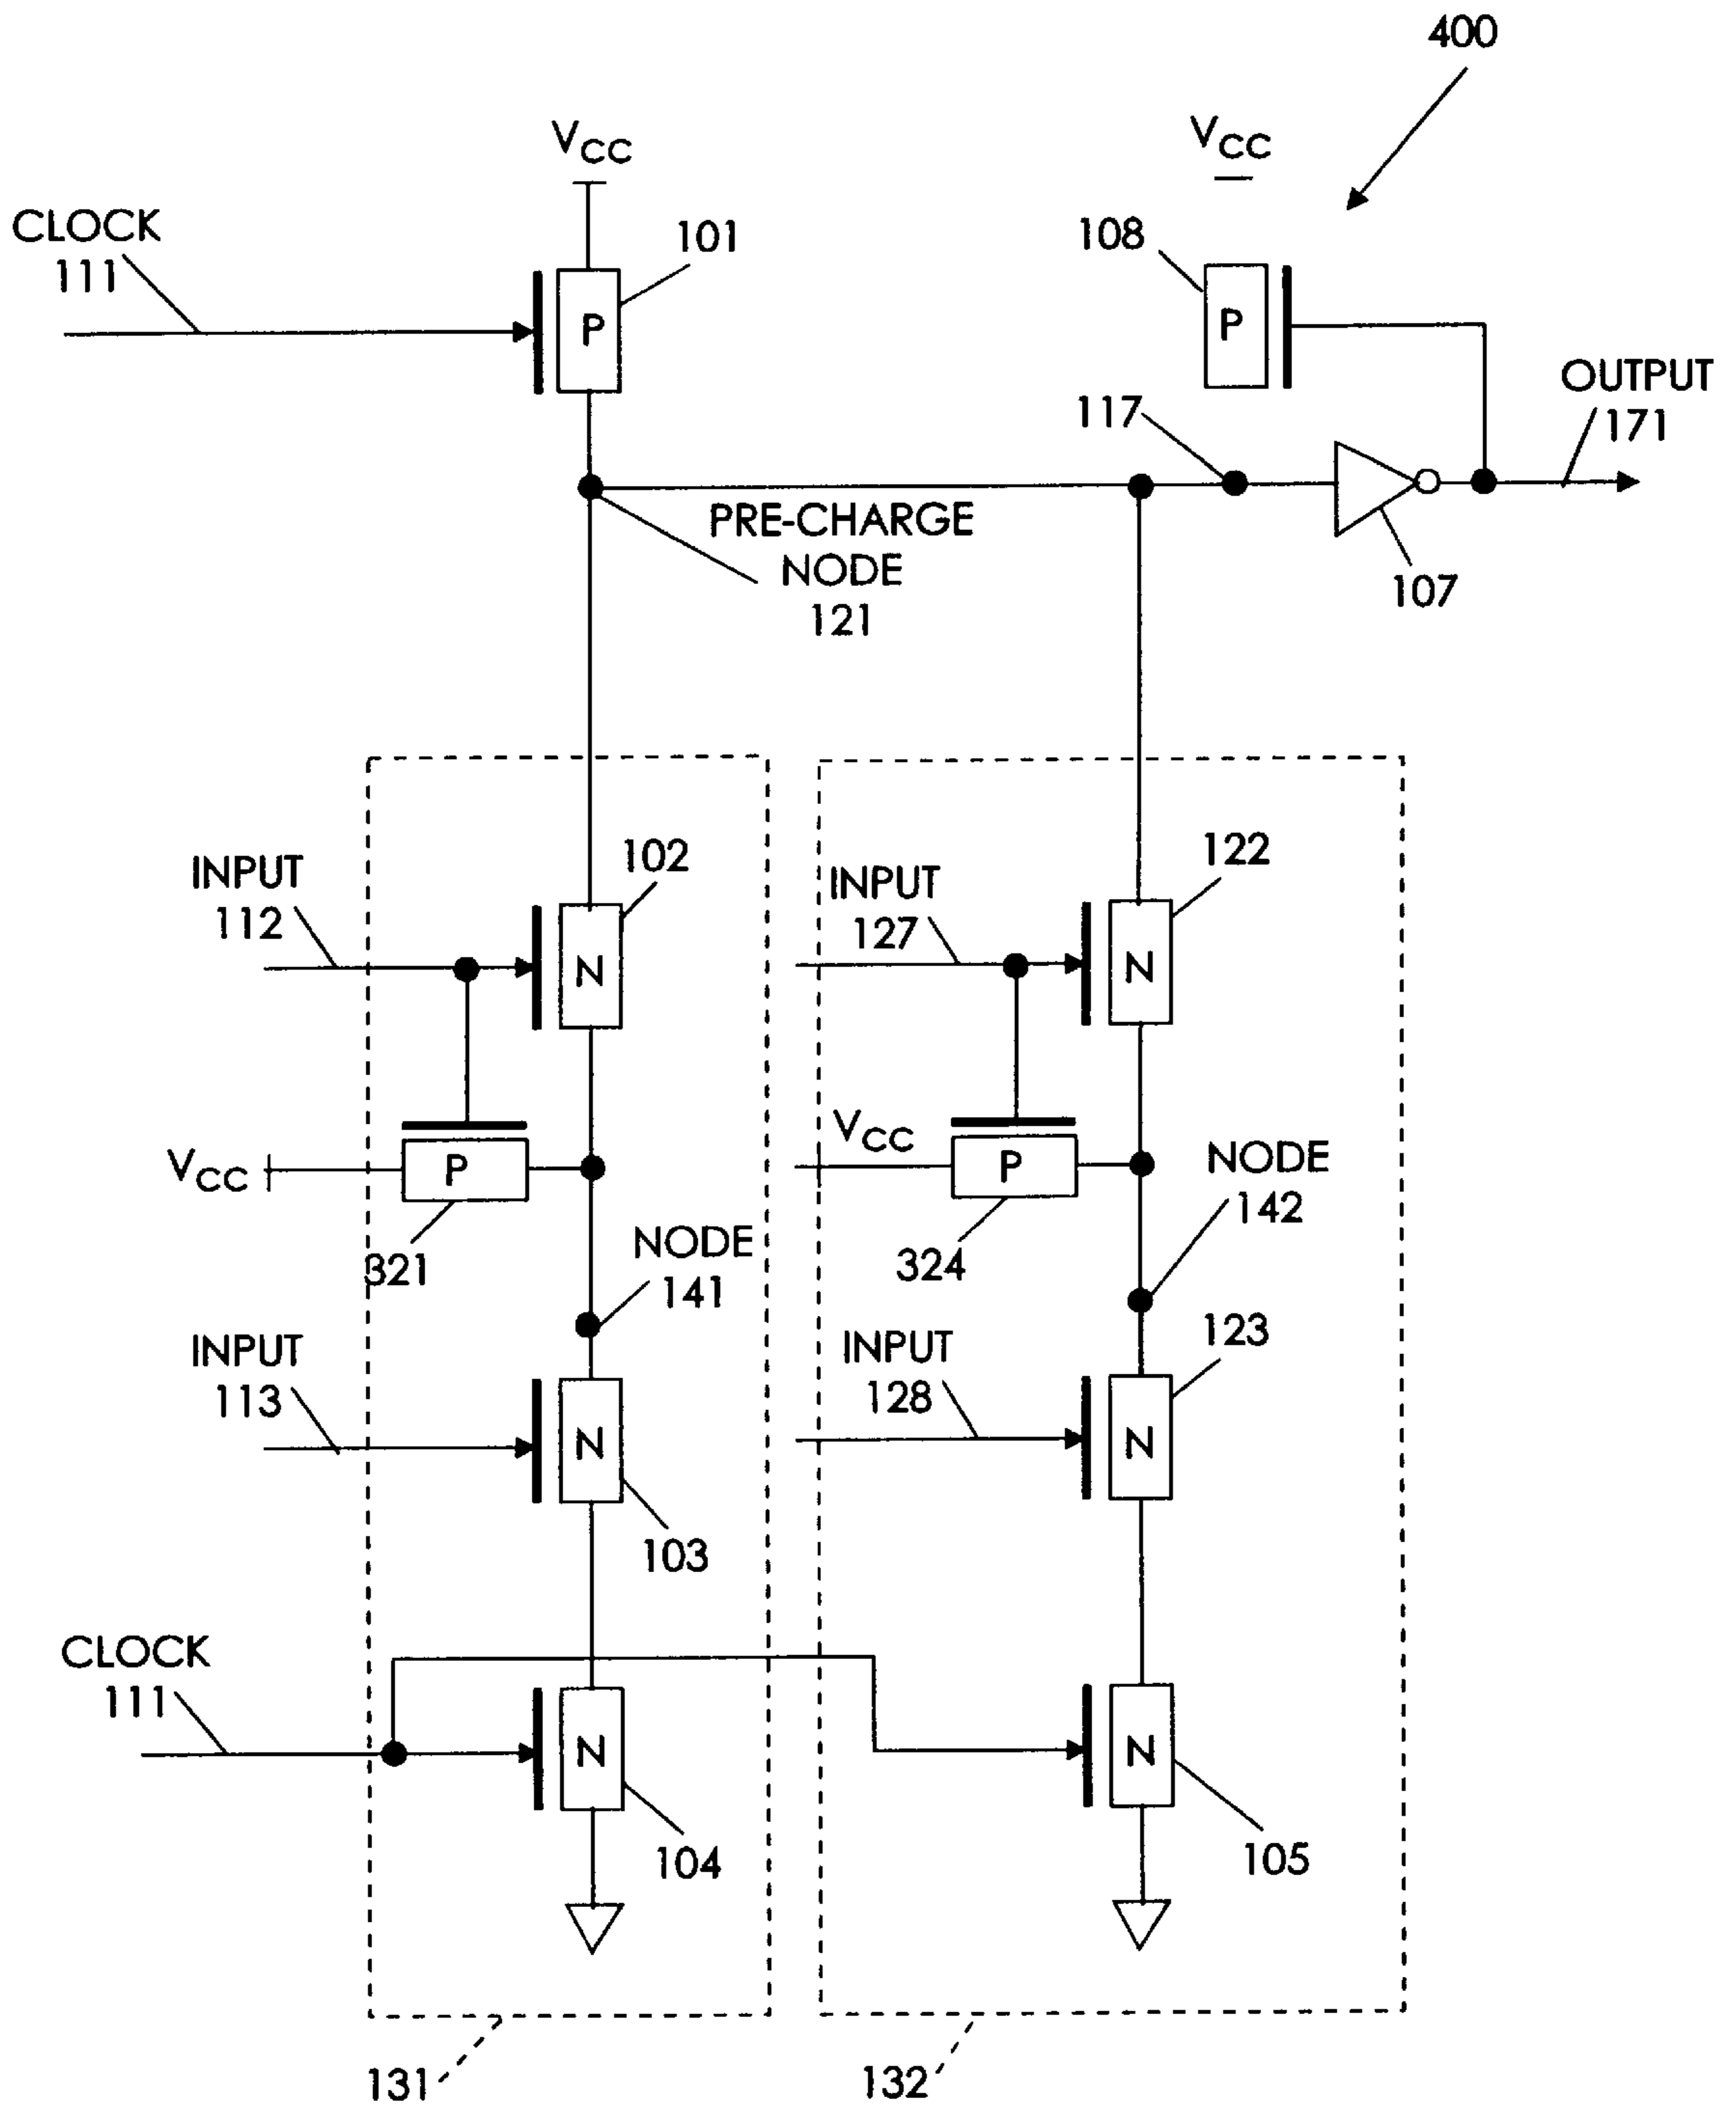 400
VCC
VCC
CLOCK
111
101
108
P
P
117
OUTPUT
171
PRE-CHARGE
NODE
121
107
INPUT
112
102
INPUT
127
122
N
N
VCC
P
321
VCC
P
324
NODE
141
NODE
142
INPUT
113
INPUT
128
123
N
N
103
CLOCK
111
N
N
104
105
131
132